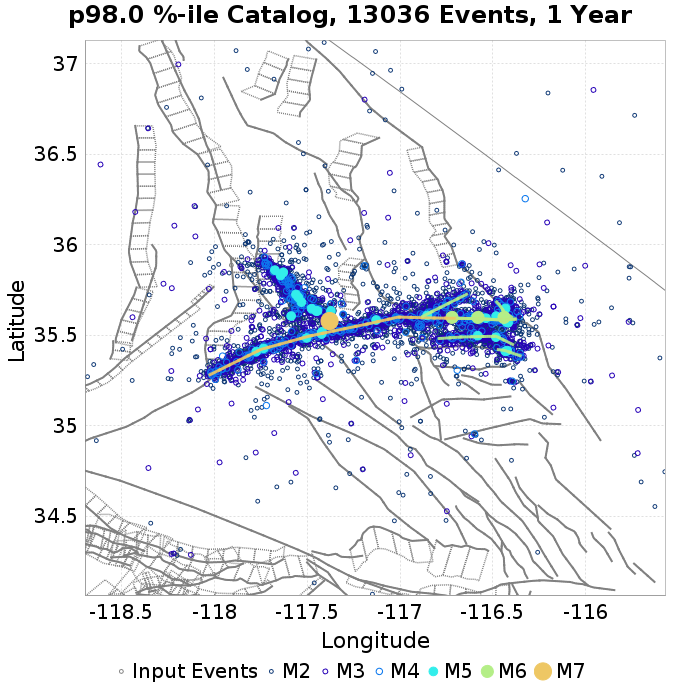 p98.0 %-ile Catalog, 13036 Events, 1 Year
37
36.5
36
35.5
35
34.5
Latitude
-118.5 -118 -117.5 -117 -116.5 -116
Longitude
Input Events M2 M3 M4 M5 M6 M7